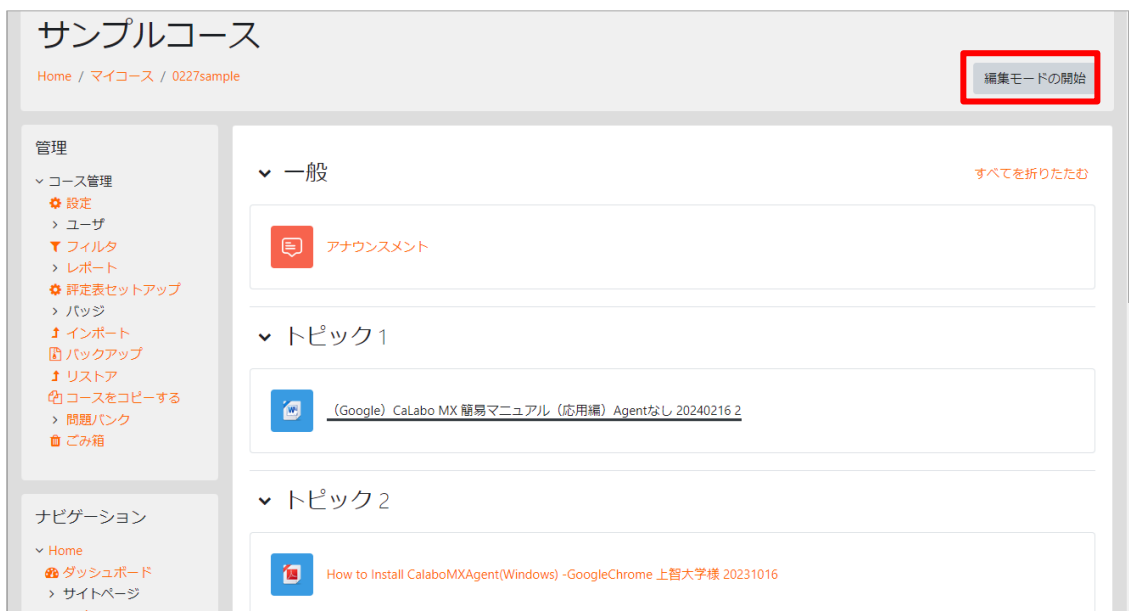 サンプルコース
Home / マイコース / 0227sample
編集モードの開始
管理
コース管理
設定
ユーザ
フィルタ
レポート
評定表セットアップ
バッジ
インポート
バックアップ
リストア
コースをコピーする
問題バンク
ごみ箱
ナビゲーション
Home
ダッシュボード
サイトページ
一般
すべてを折りたたむ
アナウンスメント
トピック 1
（Google）CaLabo MX 簡易マニュアル（応用編）Agentなし 20240216 2
トピック 2
How to Install CalaboMXAgent(Windows) -GoogleChrome 上智大学様 20231016